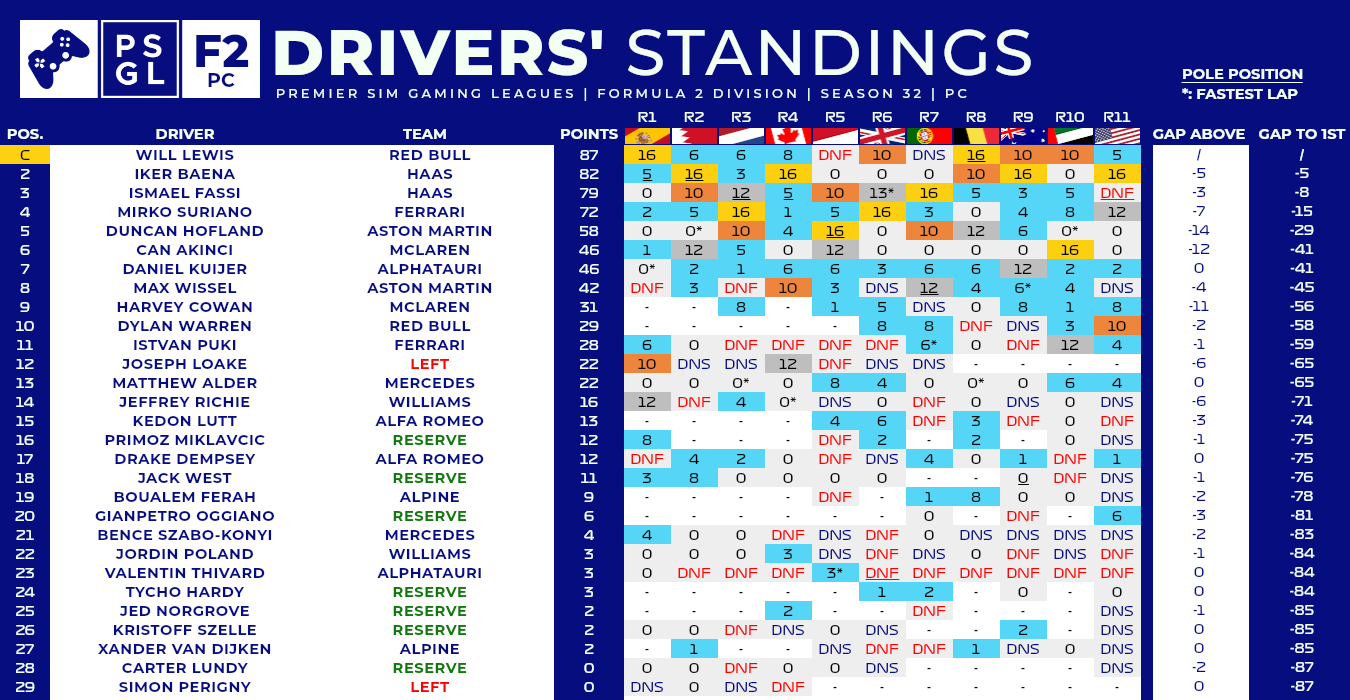 PS GL F2 PC DRIVERS' STANDINGS
PREMIER SIM GAMING LEAGUES | FORMULA 2 DIVISION | SEASON 32 | PC
POLE POSITION
*: FASTEST LAP
POS. DRIVER TEAM POINTS R1 R2 R3 R4 R5 R6 R7 R8 R9 R10 R11 GAP ABOVE GAP TO 1ST
C WILL LEWIS RED BULL 87 16 6 6 8 DNF 10 DNS 16 10 10 5 / /
2 IKER BAENA HAAS 82 5 16 3 16 0 0 0 10 16 0 16 -5 -5
3 ISMAEL FASSI HAAS 79 0 10 12 5 10 13* 16 5 3 5 DNF -3 -8
4 MIRKO SURIANO FERRARI 72 2 5 16 1 5 16 3 0 4 8 12 -7 -15
5 DUNCAN HOFLAND ASTON MARTIN 58 0 0* 10 4 16 0 10 12 6 0* 0 -14 -29
6 CAN AKINCI MCLAREN 46 1 12 5 0 12 0 0 0 0 16 0 -12 -41
7 DANIEL KUIJER ALPHATAURI 46 0* 2 1 6 6 3 6 6 12 2 2 0 -41
8 MAX WISSEL ASTON MARTIN 42 DNF 3 DNF 10 3 DNS 12 4 6* 4 DNS -4 -45
9 HARVEY COWAN MCLAREN 31 - - 8 - 1 5 DNS 0 8 1 8 -11 -56
10 DYLAN WARREN RED BULL 29 - - - - - 8 8 DNF DNS 3 10 -2 -58
11 ISTVAN PUKI FERRARI 28 6 0 DNF DNF DNF DNF 6* 0 DNF 12 4 -1 -59
12 JOSEPH LOAKE LEFT 22 10 DNS DNS 12 DNF DNS DNS - - - - -6 -65
13 MATTHEW ALDER MERCEDES 22 0 0 0* 0 8 4 0 0* 0 6 4 0 -65
14 JEFFREY RICHIE WILLIAMS 16 12 DNF 4 0* DNS 0 DNF 0 DNS 0 DNS -6 -71
15 KEDON LUTT ALFA ROMEO 13 - - - - 4 6 DNF 3 DNF 0 DNF -3 -74
16 PRIMOZ MIKLAVCIC RESERVE 12 8 - - - DNF 2 - 2 - 0 DNS -1 -75
17 DRAKE DEMPSEY ALFA ROMEO 12 DNF 4 2 0 DNF DNS 4 0 1 DNF 1 0 -75
18 JACK WEST RESERVE 11 3 8 0 0 0 0 - - 0 DNF DNS -1 -76
19 BOUALEM FERAH ALPINE 9 - - - - DNF - 1 8 0 0 DNS -2 -78
20 GIANPETRO OGGIANO RESERVE 6 - - - - - - 0 - DNF - 6 -3 -81
21 BENCE SZABO-KONYI MERCEDES 4 4 0 0 DNF DNS DNF 0 DNS DNS DNS DNS -2 -83
22 JORDIN POLAND WILLIAMS 3 0 0 0 3 DNS DNF DNS 0 DNF DNS DNF -1 -84
23 VALENTIN THIVARD ALPHATAURI 3 0 DNF DNF DNF 3* DNF DNF DNF DNF DNF DNF 0 -84
24 TYCHO HARDY RESERVE 3 - - - - - 1 2 - 0 - 0 0 -84
25 JED NORGROVE RESERVE 2 - - - 2 - - DNF - - - DNS -1 -85
26 KRISTOFF SZELLE RESERVE 2 0 0 DNF DNS 0 DNS - - 2 - DNS 0 -85
27 XANDER VAN DIJKEN ALPINE 2 - 1 - - DNS DNF DNF 1 DNS 0 DNS 0 -85
28 CARTER LUNDY RESERVE 0 0 0 DNF 0 0 DNS - - - - DNS -2 -87
29 SIMON PERIGNY LEFT 0 DNS 0 DNS DNF - - - - - - - 0 -87